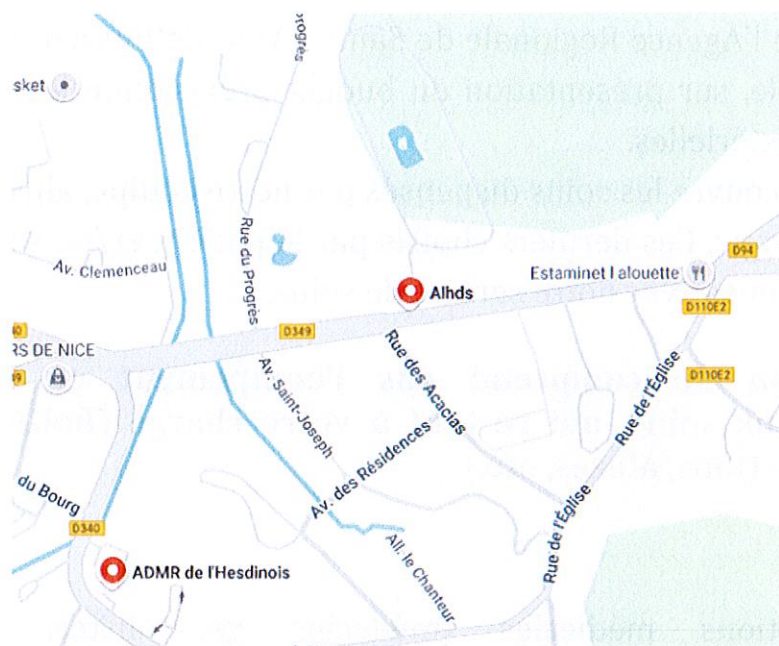 progrès
sket
D94
Av. Clemenceau
Rue du Progrès
Estaminet l alouette
Alhds
D110E2
D349
RS DE NICE
D110E2
Av. Saint-Joseph
Rue des Acacias
Rue de l'Église
Av. des Résidences
du Bourg
D340
Rue de l'Église
All. le Chanteur
ADMR de l'Hesdinois